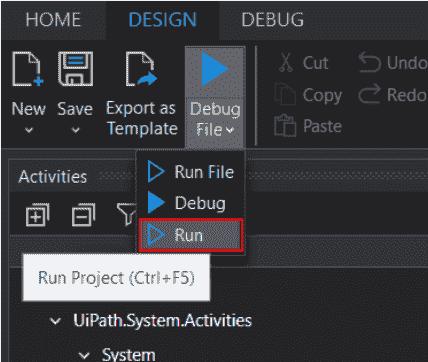 HOME DESIGN DEBUG
New Save Export as Template Debug File
Cut Undo
Copy Redo
Paste
Run File
Debug
Run
Activities
Run Project (Ctrl+F5)
UiPath.System.Activities
System